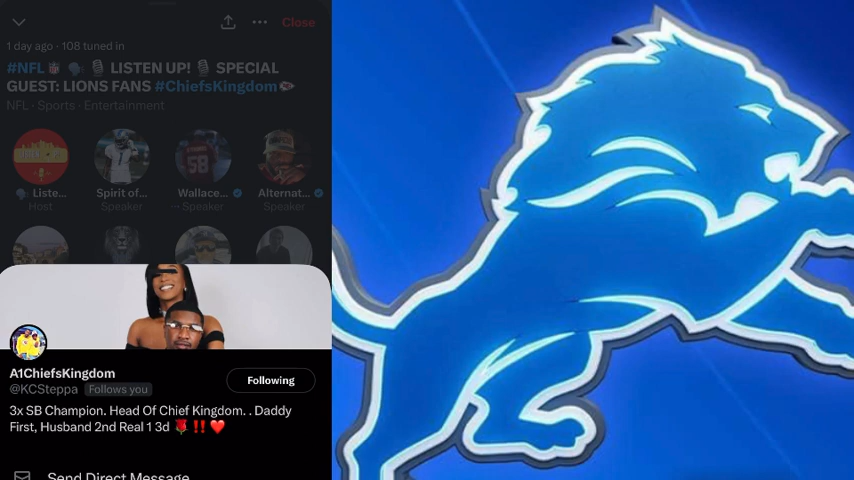 Close
1 day ago · 108 tuned in
#NFL 🏈 🗣 🎙 LISTEN UP! 🎙 SPECIAL
GUEST: LIONS FANS #ChiefsKingdom
NFL · Sports · Entertainment
🗣 Liste... Spirit of... Wallace... Alternat...
Host Speaker Speaker Speaker
A1ChiefsKingdom
Following
@KCSteppa Follows you
3x SB Champion. Head Of Chief Kingdom. . Daddy
First, Husband 2nd Real 1 3d 🌹 ‼️ ❤️
Send Direct Message